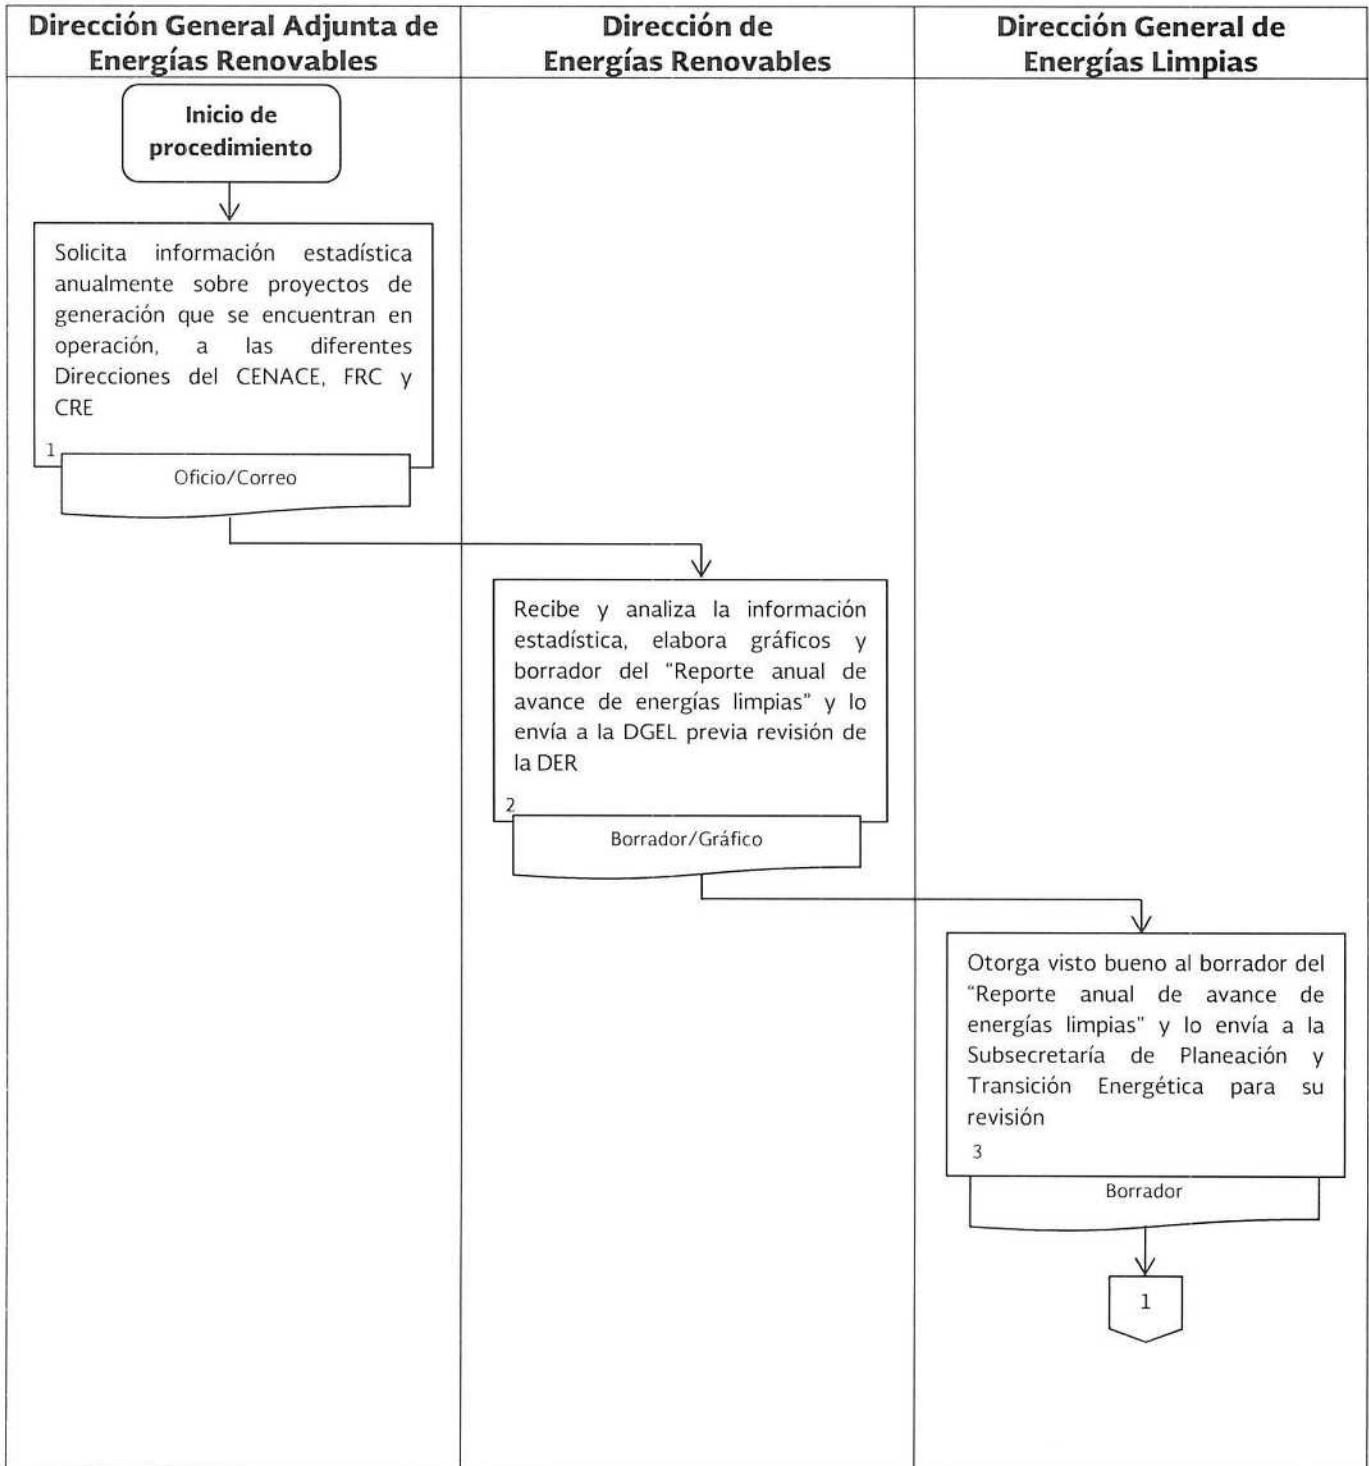 Dirección General Adjunta de
Energías Renovables
Dirección de
Energías Renovables
Dirección General de
Energías Limpias
Inicio de
procedimiento
Solicita información estadística
anualmente sobre proyectos de
generación que se encuentran en
operación, a las diferentes
Direcciones del CENACE, FRC y
CRE
1
Oficio/Correo
Recibe y analiza la información
estadística, elabora gráficos y
borrador del "Reporte anual de
avance de energías limpias" y lo
envía a la DGEL previa revisión de
la DER
2
Borrador/Gráfico
Otorga visto bueno al borrador del
"Reporte anual de avance de
energías limpias" y lo envía a la
Subsecretaría de Planeación y
Transición Energética para su
revisión
3
Borrador
1